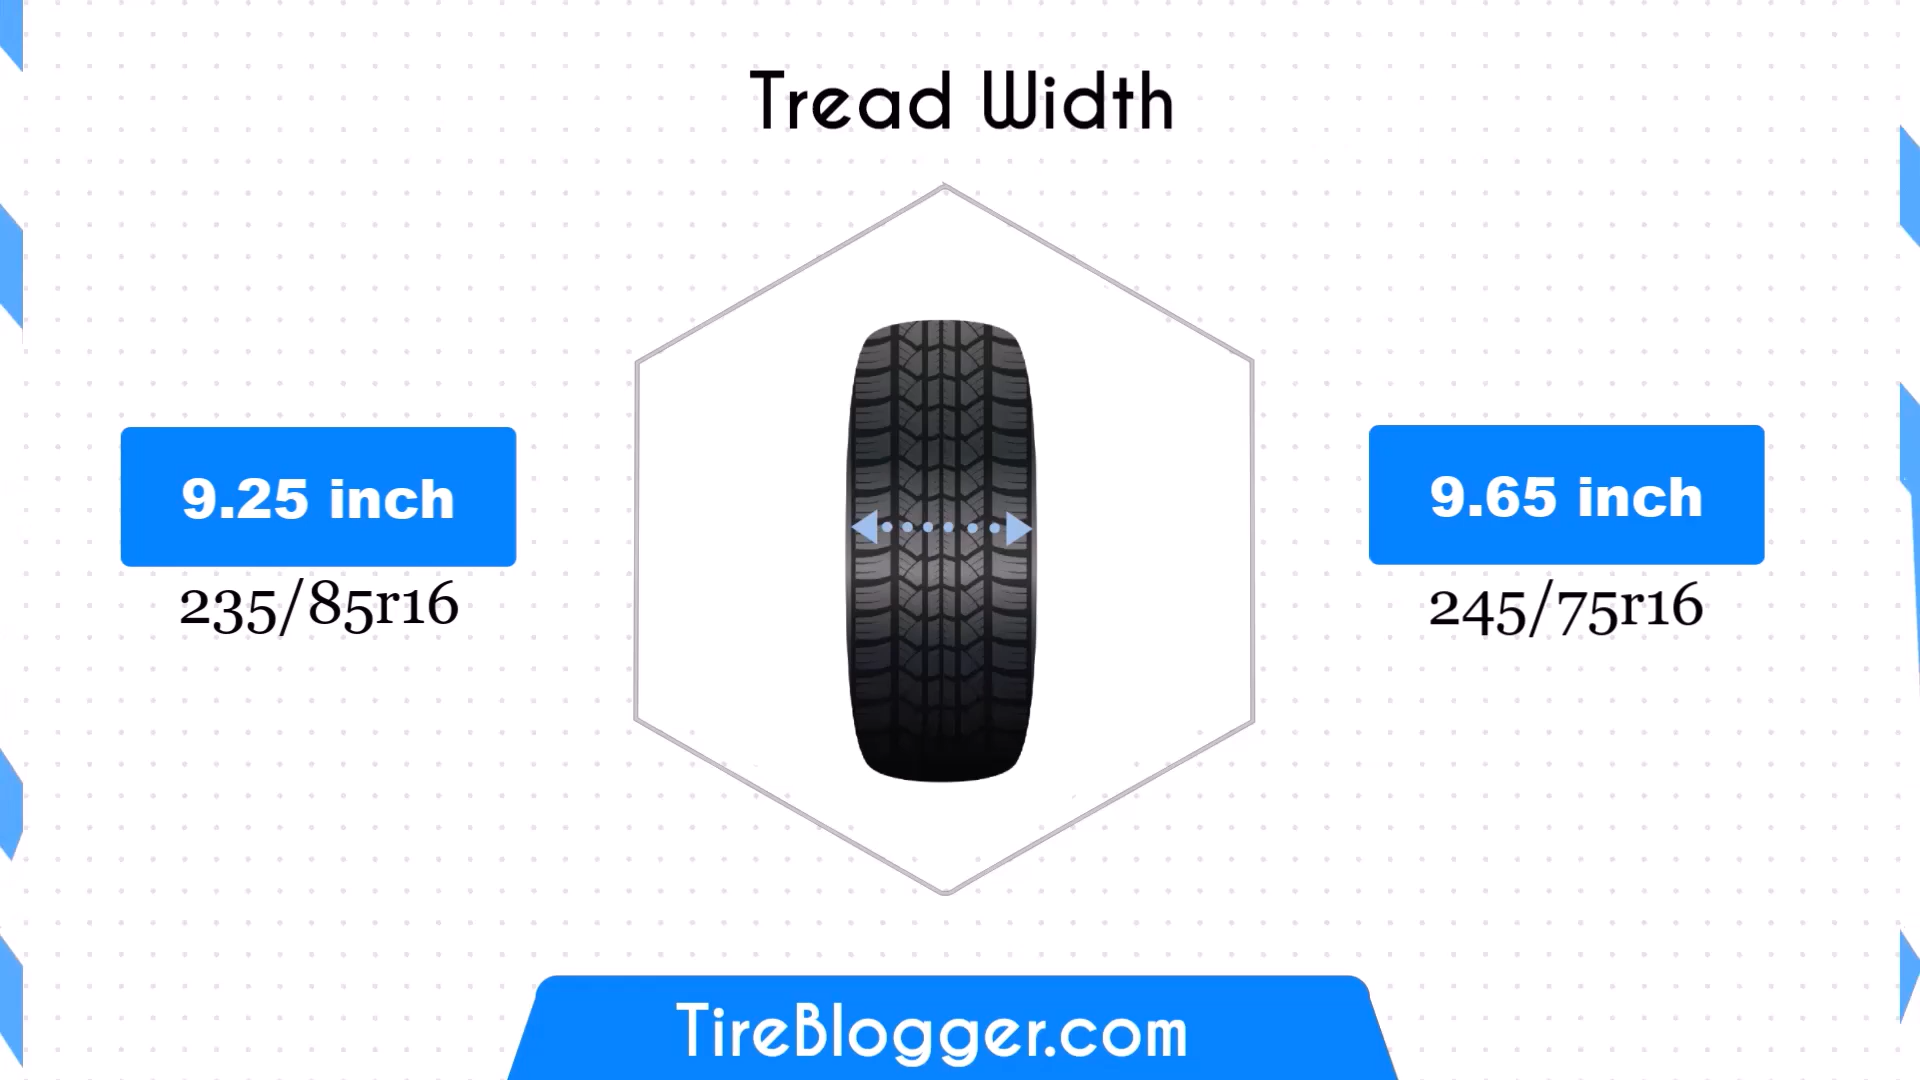 Tread Width
9.25 inch
235/85r16
9.65 inch
245/75r16
TireBlogger.com